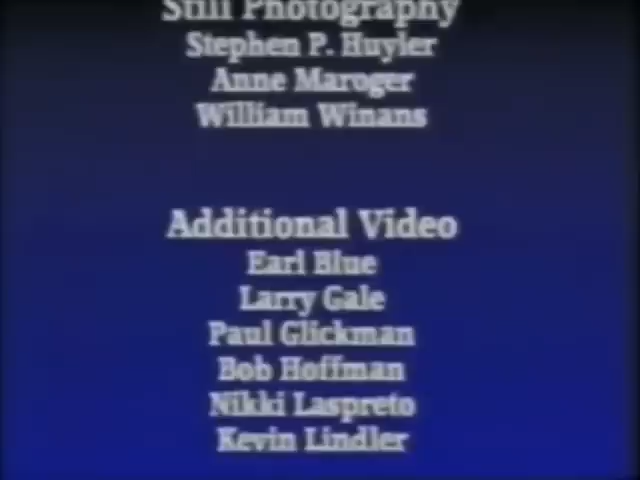 Still Photography
Stephen P. Huyler
Anne Maroger
William Winans
Additional Video
Earl Blue
Larry Gale
Paul Glickman
Bob Hoffman
Nikki Laspreto
Kevin Lindler